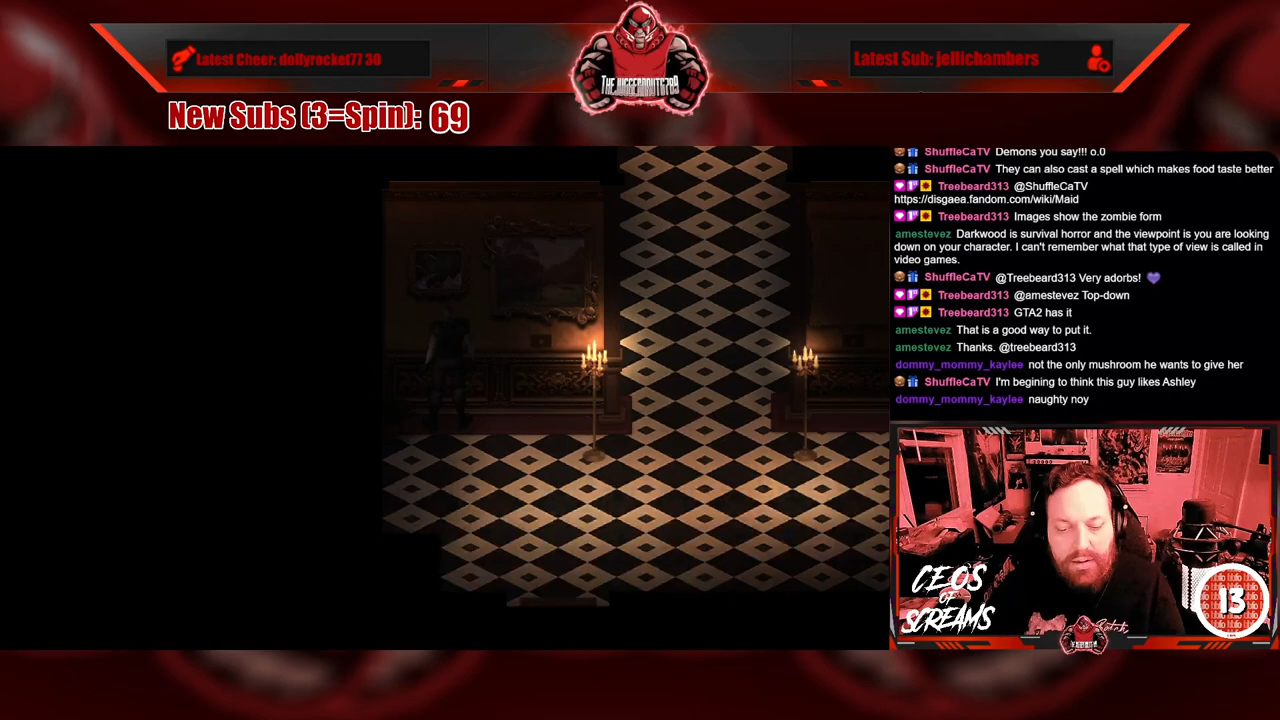 Latest Cheer: dollyrocket77 30
THEJUGGERNAUT6789
Latest Sub: jellichambers
New Subs (3=Spin): 69
ShuffleCaTV Demons you say!!! o.0
ShuffleCaTV They can also cast a spell which makes food taste better
Treebeard313 @ShuffleCaTV
https://disgaea.fandom.com/wiki/Maid
Treebeard313 Images show the zombie form
amestevez Darkwood is survival horror and the viewpoint is you are looking
down on your character. I can't remember what that type of view is called in
video games.
ShuffleCaTV @Treebeard313 Very adorbs!
Treebeard313 @amestevez Top-down
Treebeard313 GTA2 has it
amestevez That is a good way to put it.
amestevez Thanks. @treebeard313
dommy_mommy_kaylee not the only mushroom he wants to give her
ShuffleCaTV I'm begining to think this guy likes Ashley
dommy_mommy_kaylee naughty noy
CEOS
OF
SCREAMS
13